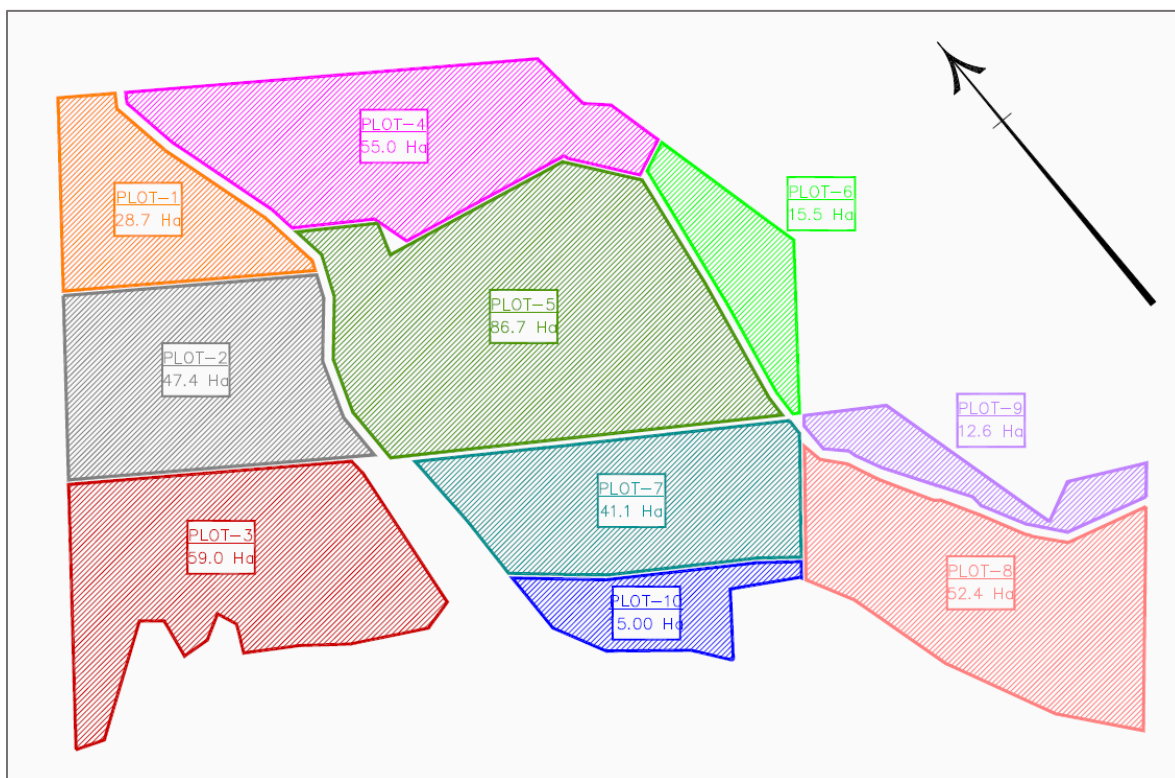 PLOT-4
55.0 Ha
PLOT-1
28.7 Ha
PLOT-6
15.5 Ha
PLOT-5
86.7 Ha
PLOT-2
47.4 Ha
PLOT-9
12.6 Ha
PLOT-7
41.1 Ha
PLOT-3
59.0 Ha
PLOT-8
52.4 Ha
PLOT-10
5.00 Ha